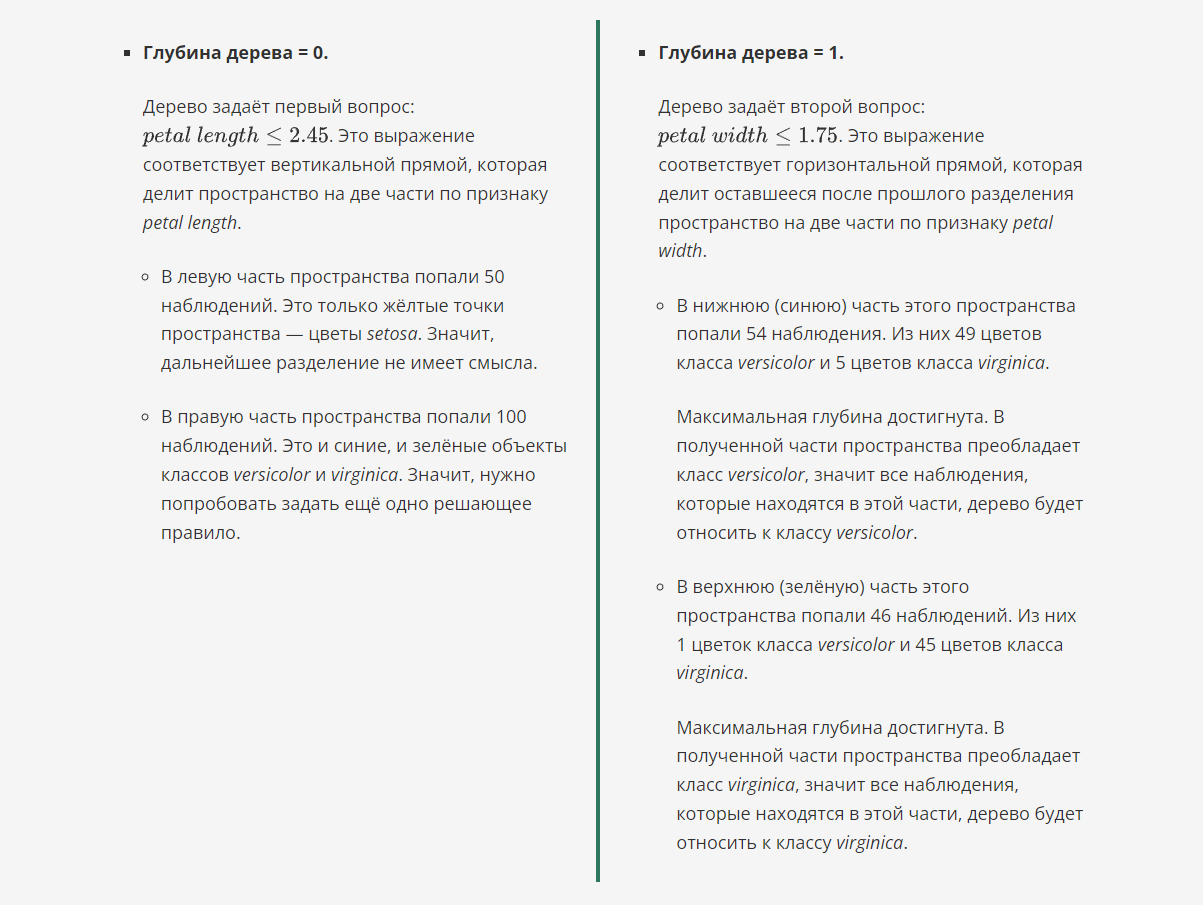 Глубина дерева = 0.
Дерево задаёт первый вопрос:
petal length ≤ 2.45. Это выражение
соответствует вертикальной прямой, которая
делит пространство на две части по признаку
petal length.
В левую часть пространства попали 50
наблюдений. Это только жёлтые точки
пространства — цветы setosa. Значит,
дальнейшее разделение не имеет смысла.
В правую часть пространства попали 100
наблюдений. Это и синие, и зелёные объекты
классов versicolor и virginica. Значит, нужно
попробовать задать ещё одно решающее
правило.
Глубина дерева = 1.
Дерево задаёт второй вопрос:
petal width ≤ 1.75. Это выражение
соответствует горизонтальной прямой, которая
делит оставшееся после прошлого разделения
пространство на две части по признаку petal
width.
В нижнюю (синюю) часть этого пространства
попали 54 наблюдения. Из них 49 цветов
класса versicolor и 5 цветов класса virginica.
Максимальная глубина достигнута. В
полученной части пространства преобладает
класс versicolor, значит все наблюдения,
которые находятся в этой части, дерево будет
относить к классу versicolor.
В верхнюю (зелёную) часть этого
пространства попали 46 наблюдений. Из них
1 цветок класса versicolor и 45 цветов класса
virginica.
Максимальная глубина достигнута. В
полученной части пространства преобладает
класс virginica, значит все наблюдения,
которые находятся в этой части, дерево будет
относить к классу virginica.